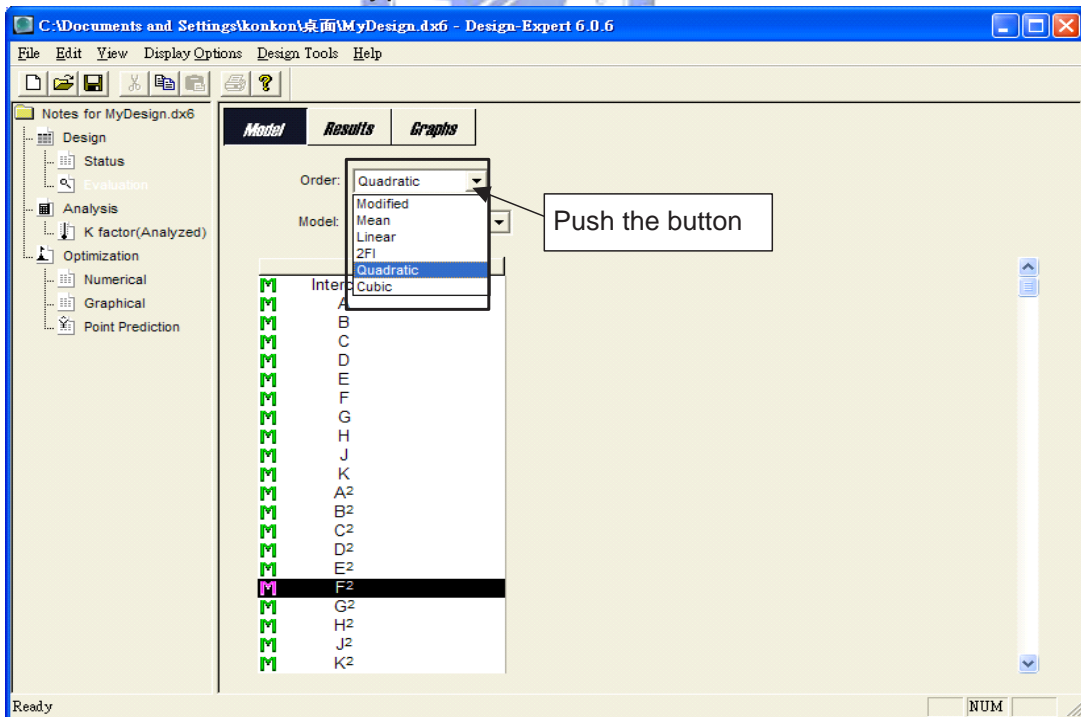 C:\Documents and Settings\konkon\桌面\MyDesign.dx6 - Design-Expert 6.0.6
File Edit View Display Options Design Tools Help
Notes for MyDesign.dx6
Design
Status
Evaluation
Analysis
K factor(Analyzed)
Optimization
Numerical
Graphical
Point Prediction
Model Results Graphs
Order: Quadratic
Modified
Mean
Linear
2FI
Quadratic
Cubic
Model:
Push the button
A
B
C
D
E
F
G
H
J
K
A²
B²
C²
D²
E²
F²
G²
H²
J²
K²
Ready NUM